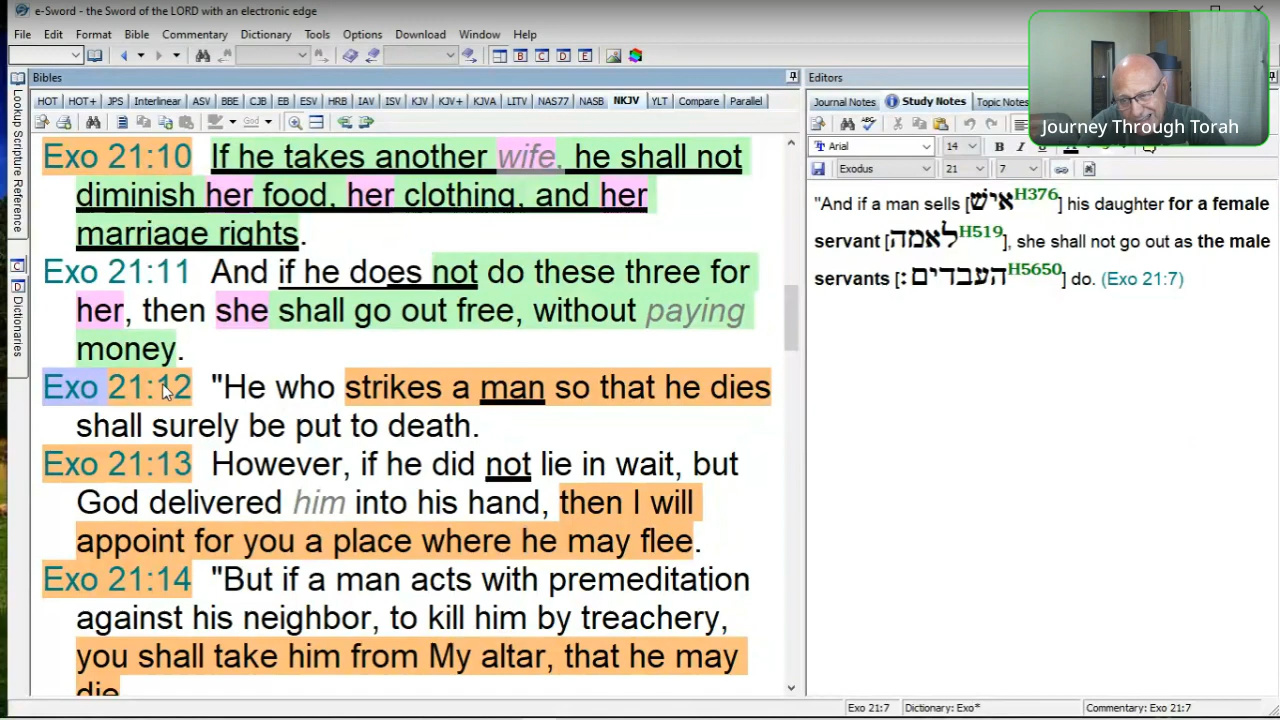 e-Sword - the Sword of the LORD with an electronic edge
File Edit Format Bible Commentary Dictionary Tools Options Download Window Help
Bibles
HOT HOT+ JPS Interlinear ASV BBE CJB EB ESV HRB IAV ISV KJV KJV+ KJVA LITV NAS77 NASB NKJV YLT Compare Parallel
Lookup Scripture Reference
Dictionaries
God
Exo 21:10 If he takes another wife, he shall not
diminish her food, her clothing, and her
marriage rights.
Exo 21:11 And if he does not do these three for
her, then she shall go out free, without paying
money.
Exo 21:12 "He who strikes a man so that he dies
shall surely be put to death.
Exo 21:13 However, if he did not lie in wait, but
God delivered him into his hand, then I will
appoint for you a place where he may flee.
Exo 21:14 "But if a man acts with premeditation
against his neighbor, to kill him by treachery,
you shall take him from My altar, that he may
die
Editors
Journal Notes Study Notes Topic Notes
Arial 14 B I U A
Exodus 21 7
"And if a man sells [אִישׁ H376] his daughter for a female
servant [לאמה H519], she shall not go out as the male
servants [העבדים׃ H5650] do. (Exo 21:7)
Journey Through Torah
Exo 21:7 Dictionary: Exo* Commentary: Exo 21:7